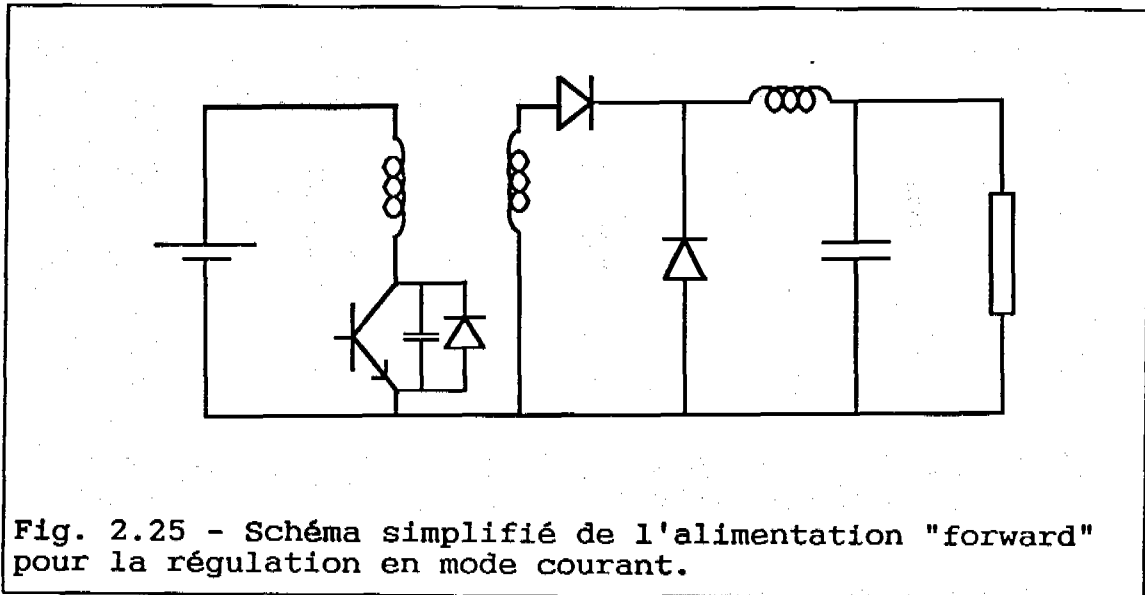 Fig. 2.25 - Schéma simplifié de l'alimentation "forward"
pour la régulation en mode courant.